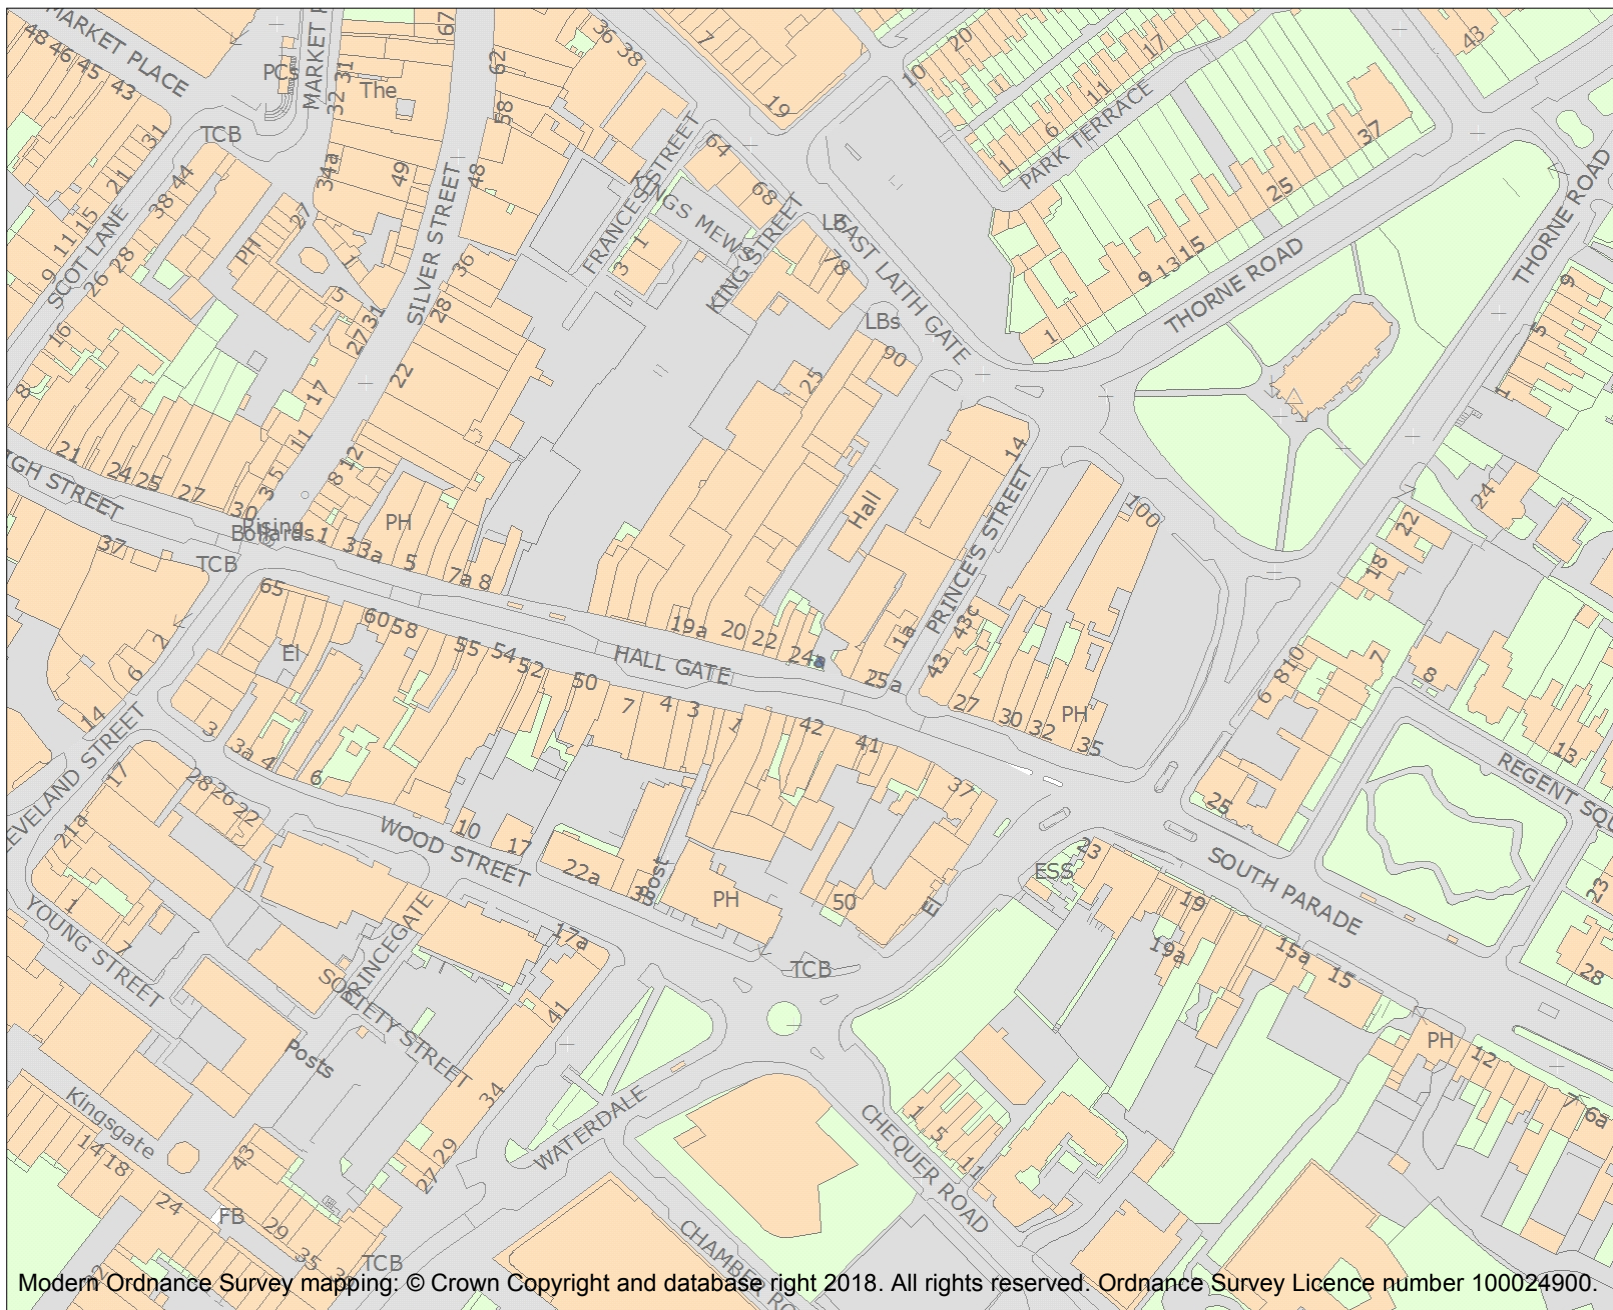 MARKET PLACE
48 46 45 43
PCs
MARKET
31
32
The
67
62
58
36 38
7
19
20
10
17
11
6
1
PARK TERRACE
43
37
25
TCB
31
21
15
11
9
SCOT LANE
44
38
28
26
34a
49
48
27
PH
1
5
31
27
SILVER STREET
36
28
22
FRANCES STREET
64
68
KINGS MEWS
KING STREET
1
3
78
EAST LAITH GATE
LBs
90
25
9 13 15
1
THORNE ROAD
THORNE ROAD
9
5
1
16
8
17
11
5
3
12
8
21
24 25
27
30
IGH STREET
37
Rising
Bollards
TCB
1
3
3a
PH
5
7a
8
14
Hall
PRINCE'S STREET
100
24
22
18
65
EI
60
58
55
54
52
50
HALL GATE
19a
20
22
24a
25a
1a
43c
43
27
30
32
PH
35
10
8
6
7
8
13
REGENT SQU
2
6
14
3
3a
4
6
7
4
3
1
42
41
37
25
17
21a
28
26
22
10
17
22a
WOOD STREET
Post
PH
50
EI
ESS
23
19
19a
15a
15
SOUTH PARADE
23
28
1
7
YOUNG STREET
PRINCEGATE
SOCIETY STREET
17a
41
34
TCB
Posts
Kingsgate
14
18
24
43
FB
29
35
27
29
TCB
WATERDALE
CHEQUER ROAD
1
5
11
PH
12
7
6a
Modern Ordnance Survey mapping: © Crown Copyright and database right 2018. All rights reserved. Ordnance Survey Licence number 100024900.